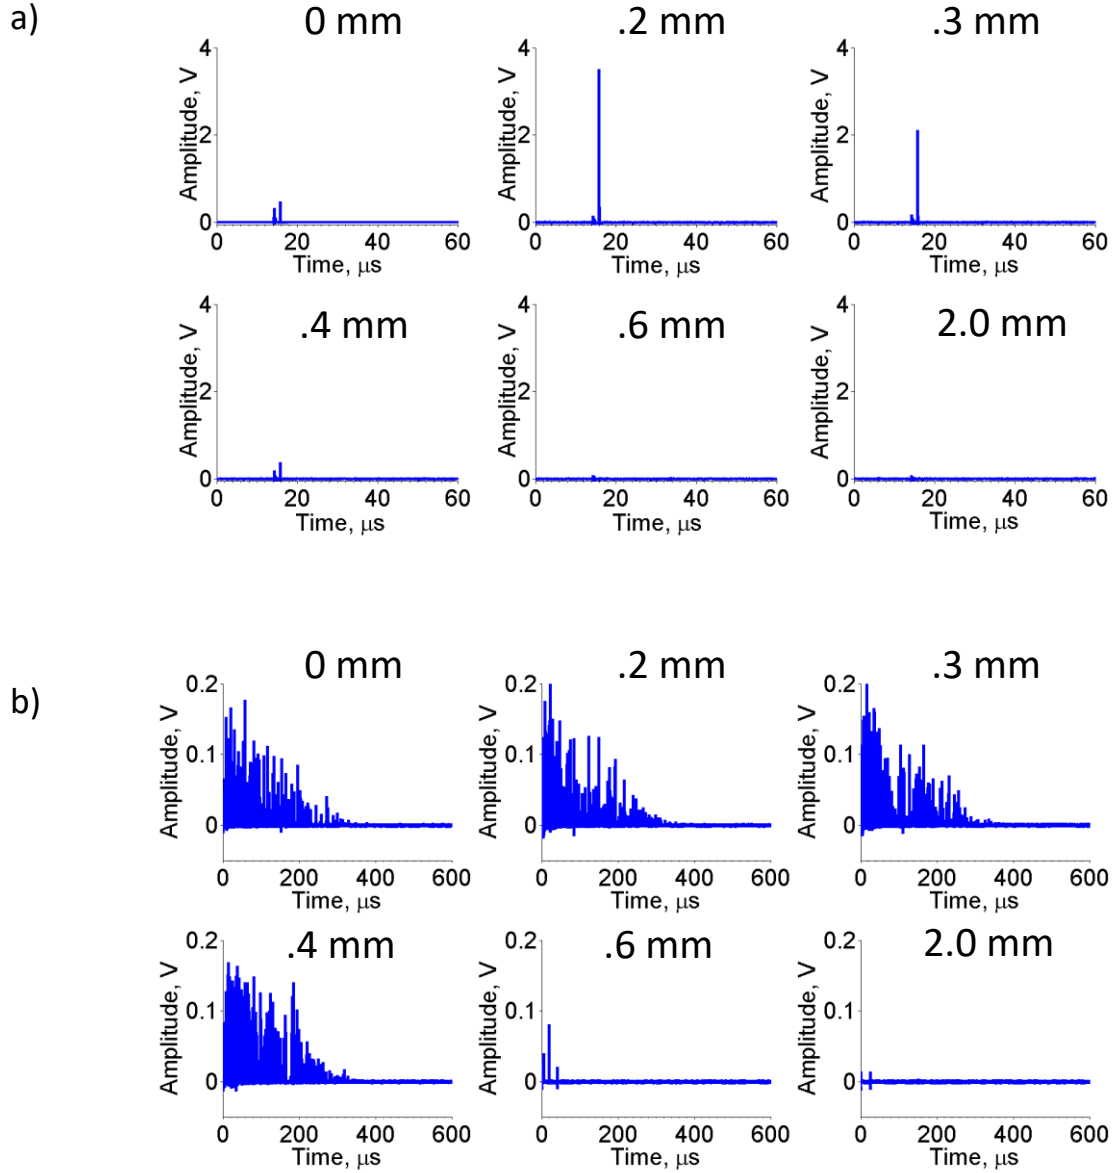 a)
0 mm
.2 mm
.3 mm
4
2
0
Amplitude, V
0 20 40 60
Time, μs
4
2
0
Amplitude, V
0 20 40 60
Time, μs
4
2
0
Amplitude, V
0 20 40 60
Time, μs
.4 mm
.6 mm
2.0 mm
4
2
0
Amplitude, V
0 20 40 60
Time, μs
4
2
0
Amplitude, V
0 20 40 60
Time, μs
4
2
0
Amplitude, V
0 20 40 60
Time, μs
b)
0 mm
.2 mm
.3 mm
0.2
0.1
0
Amplitude, V
0 200 400 600
Time, μs
0.2
0.1
0
Amplitude, V
0 200 400 600
Time, μs
0.2
0.1
0
Amplitude, V
0 200 400 600
Time, μs
.4 mm
.6 mm
2.0 mm
0.2
0.1
0
Amplitude, V
0 200 400 600
Time, μs
0.2
0.1
0
Amplitude, V
0 200 400 600
Time, μs
0.2
0.1
0
Amplitude, V
0 200 400 600
Time, μs